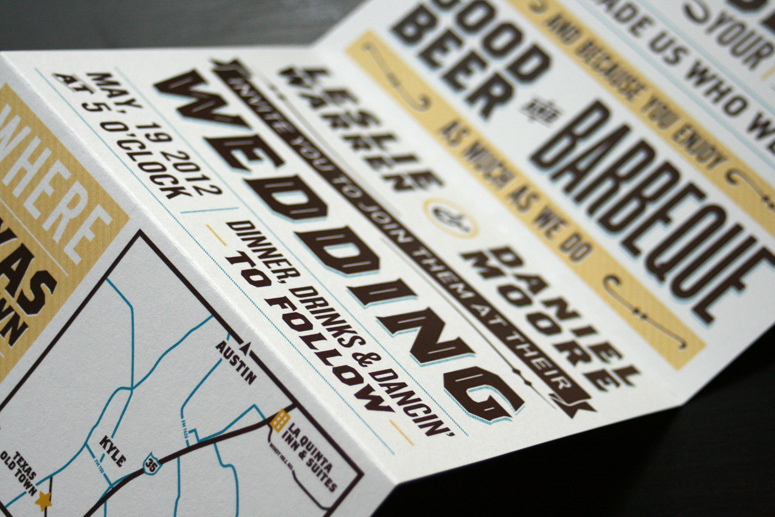 YOUR
MADE US WHO WE
AND BECAUSE YOU ENJOY
GOOD
BEER
AND
BARBEQUE
AS MUCH AS WE DO
LESLIE
WARREN
&
DANIEL
MOORE
INVITE YOU TO JOIN THEM AT THEIR
WEDDING
MAY, 19 2012
AT 5 O'CLOCK
DINNER, DRINKS & DANCIN'
TO FOLLOW
WHERE
AUSTIN
LA QUINTA
INN & SUITES
KYLE
35
TEXAS
OLD TOWN